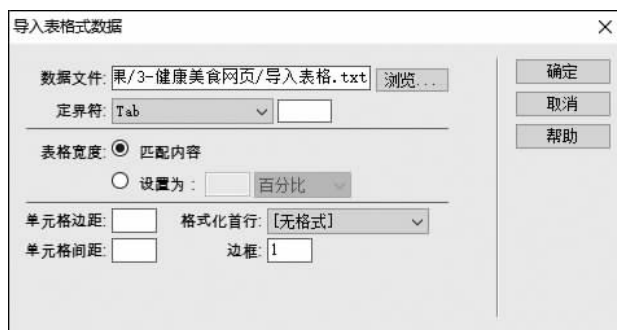 导入表格式数据
数据文件: 果/3-健康美食网页/导入表格.txt 浏览... 确定
定界符: Tab 取消
帮助
表格宽度: 匹配内容
设置为: 百分比
单元格边距: 格式化首行: [无格式]
单元格间距: 边框: 1